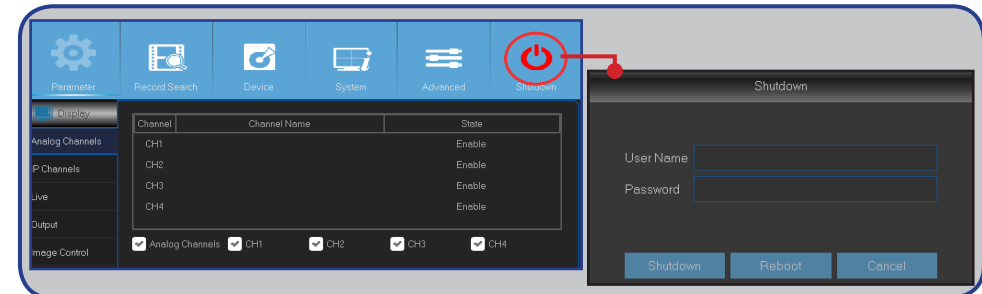 Parameter Record Search Device System Advanced Shutdown
Display
Analog Channels
IP Channels
Live
Output
Image Control
Channel Channel Name State
CH1 Enable
CH2 Enable
CH3 Enable
CH4 Enable
Analog Channels CH1 CH2 CH3 CH4
Shutdown
User Name
Password
Shutdown Reboot Cancel